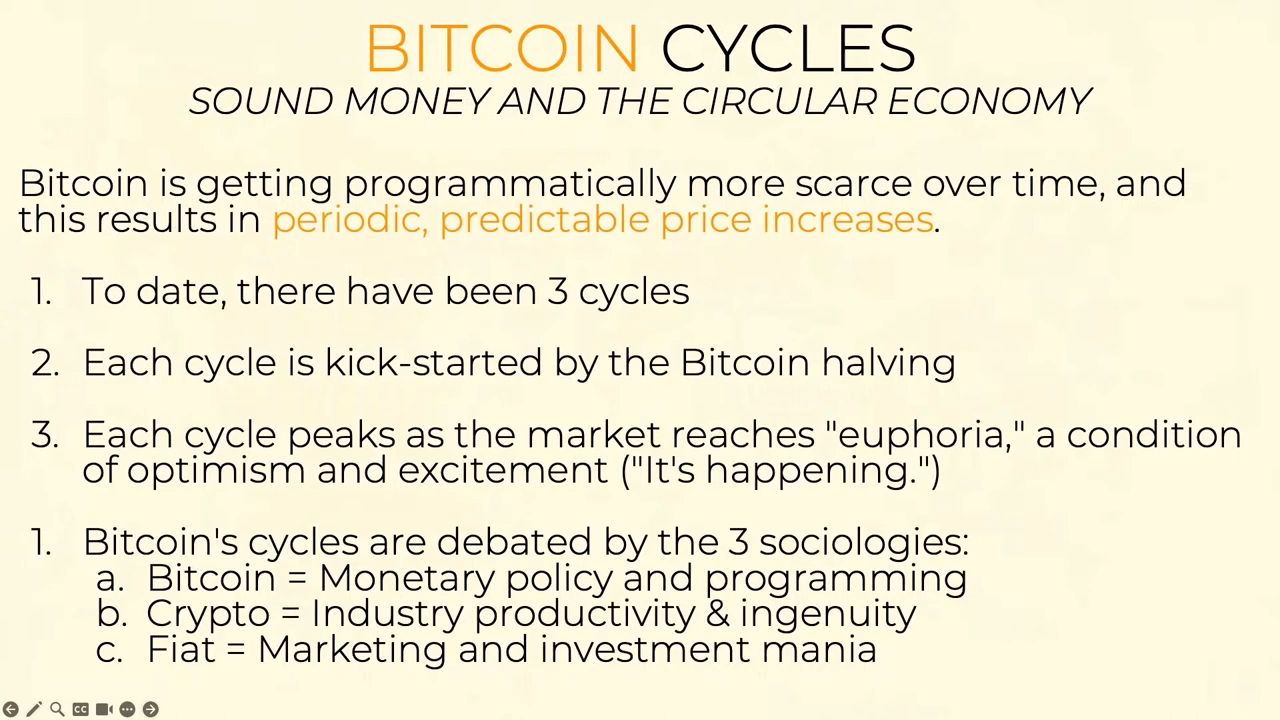 BITCOIN CYCLES
SOUND MONEY AND THE CIRCULAR ECONOMY
Bitcoin is getting programmatically more scarce over time, and
this results in periodic, predictable price increases.
1. To date, there have been 3 cycles
2. Each cycle is kick-started by the Bitcoin halving
3. Each cycle peaks as the market reaches "euphoria," a condition
of optimism and excitement ("It's happening.")
1. Bitcoin's cycles are debated by the 3 sociologies:
a. Bitcoin = Monetary policy and programming
b. Crypto = Industry productivity & ingenuity
c. Fiat = Marketing and investment mania
CC